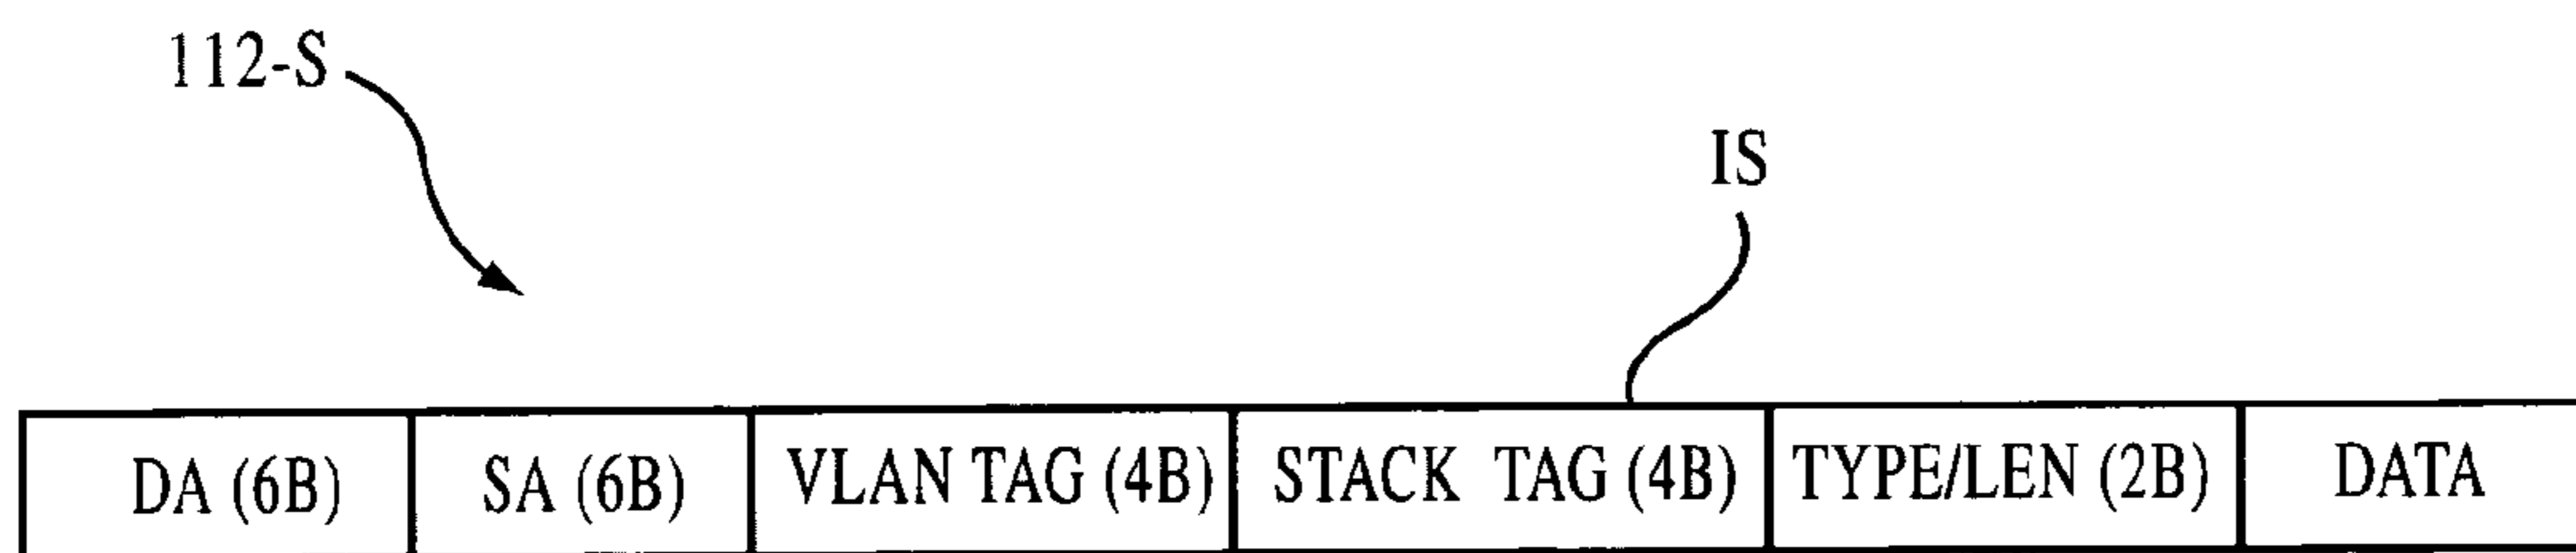 112-S
IS
DA (6B) SA (6B) VLAN TAG (4B) STACK TAG (4B) TYPE/LEN (2B) DATA